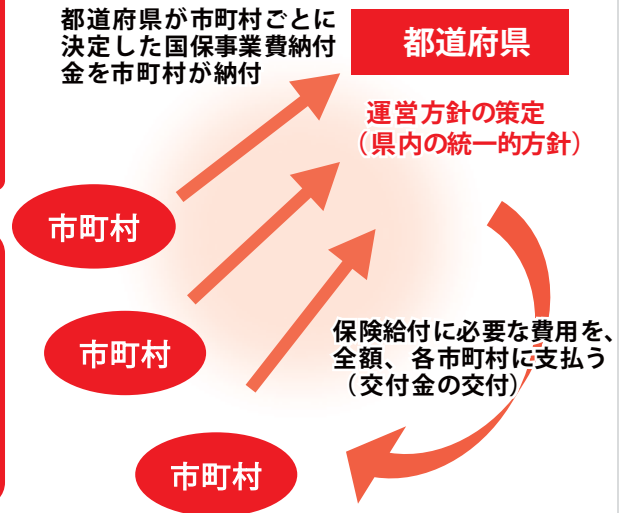 都道府県が市町村ごとに
決定した国保事業費納付
金を市町村が納付
都道府県
運営方針の策定
（県内の統一的方針）
市町村
市町村
保険給付に必要な費用を、
全額、各市町村に支払う
（交付金の交付）
市町村